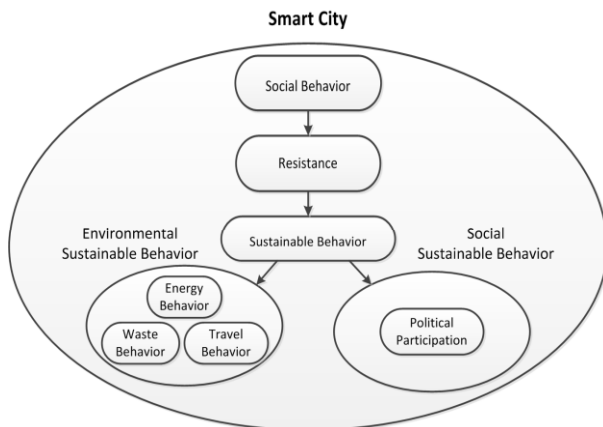 Smart City
Social Behavior
Resistance
Sustainable Behavior
Environmental
Sustainable Behavior
Energy
Behavior
Waste
Behavior
Travel
Behavior
Social
Sustainable Behavior
Political
Participation